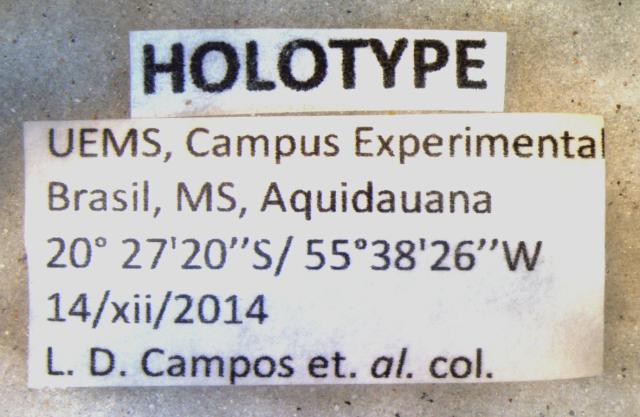 HOLOTYPE
UEMS, Campus Experimental
Brasil, MS, Aquidauana
20° 27'20''S/ 55°38'26''W
14/xii/2014
L. D. Campos et. al. col.